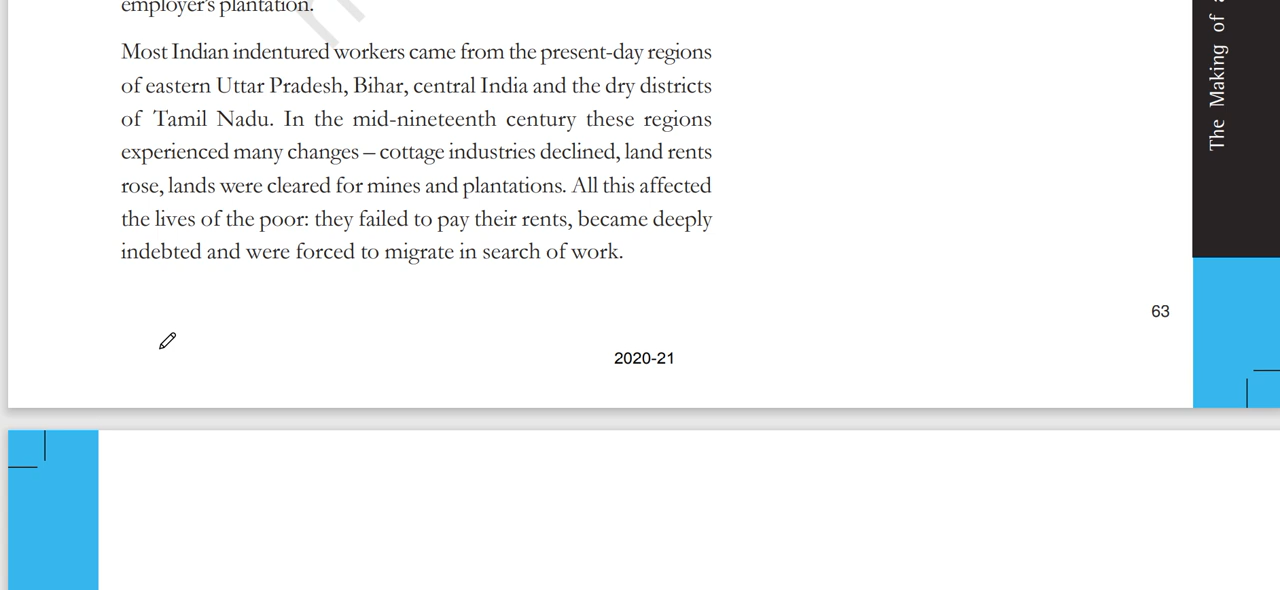 employer's plantation.
Most Indian indentured workers came from the present-day regions
of eastern Uttar Pradesh, Bihar, central India and the dry districts
of Tamil Nadu. In the mid-nineteenth century these regions
experienced many changes – cottage industries declined, land rents
rose, lands were cleared for mines and plantations. All this affected
the lives of the poor: they failed to pay their rents, became deeply
indebted and were forced to migrate in search of work.
63
2020-21
The Making of